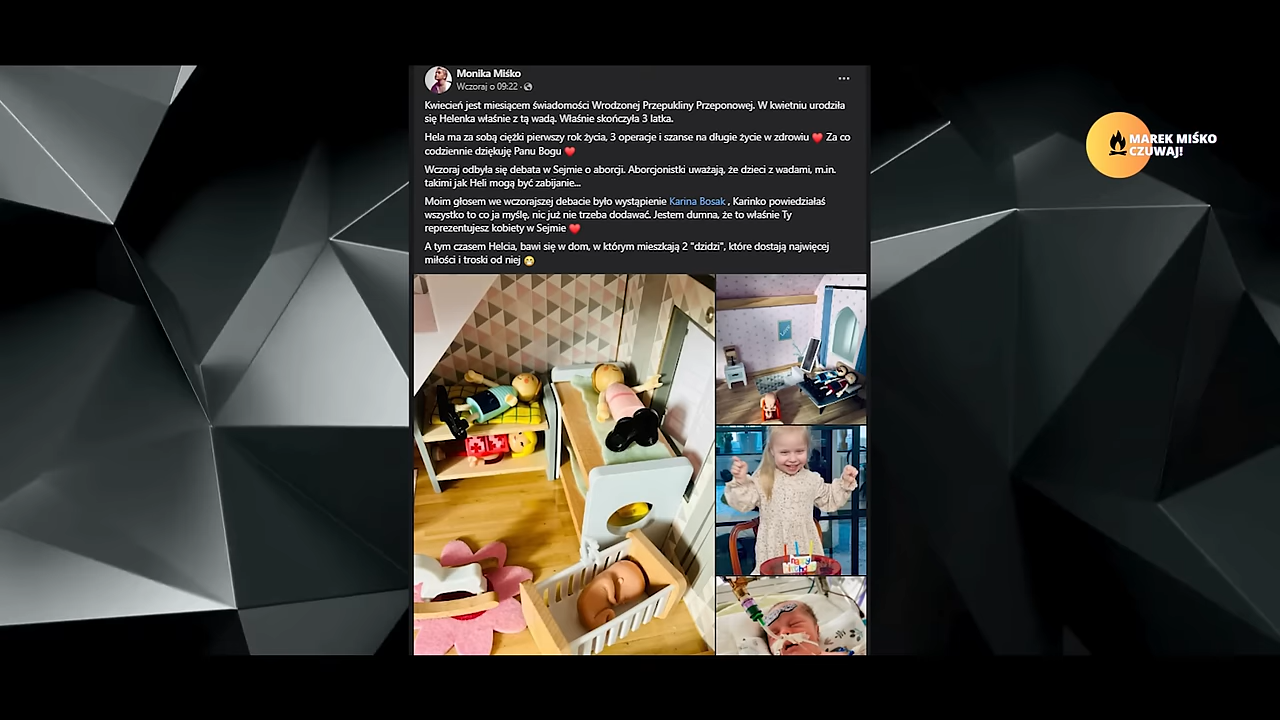 Monika Miśko
Wczoraj o 09:22 ·
Kwiecień jest miesiącem świadomości Wrodzonej Przepukliny Przeponowej. W kwietniu urodziła
się Helenka właśnie z tą wadą. Właśnie skończyła 3 latka.
Hela ma za sobą ciężki pierwszy rok życia, 3 operacje i szanse na długie życie w zdrowiu ❤️ Za co
codziennie dziękuję Panu Bogu ❤️
Wczoraj odbyła się debata w Sejmie o aborcji. Aborcjonistki uważają, że dzieci z wadami, m.in.
takimi jak Heli mogą być zabijanie...
Moim głosem we wczorajszej debacie było wystąpienie Karina Bosak , Karinko powiedziałaś
wszystko to co ja myślę, nic już nie trzeba dodawać. Jestem dumna, że to właśnie Ty
reprezentujesz kobiety w Sejmie ❤️
A tym czasem Helcia, bawi się w dom, w którym mieszkają 2 "dzidzi", które dostają najwięcej
miłości i troski od niej 😁
MAREK MIŚKO
CZUWAJ!
happy
birthday